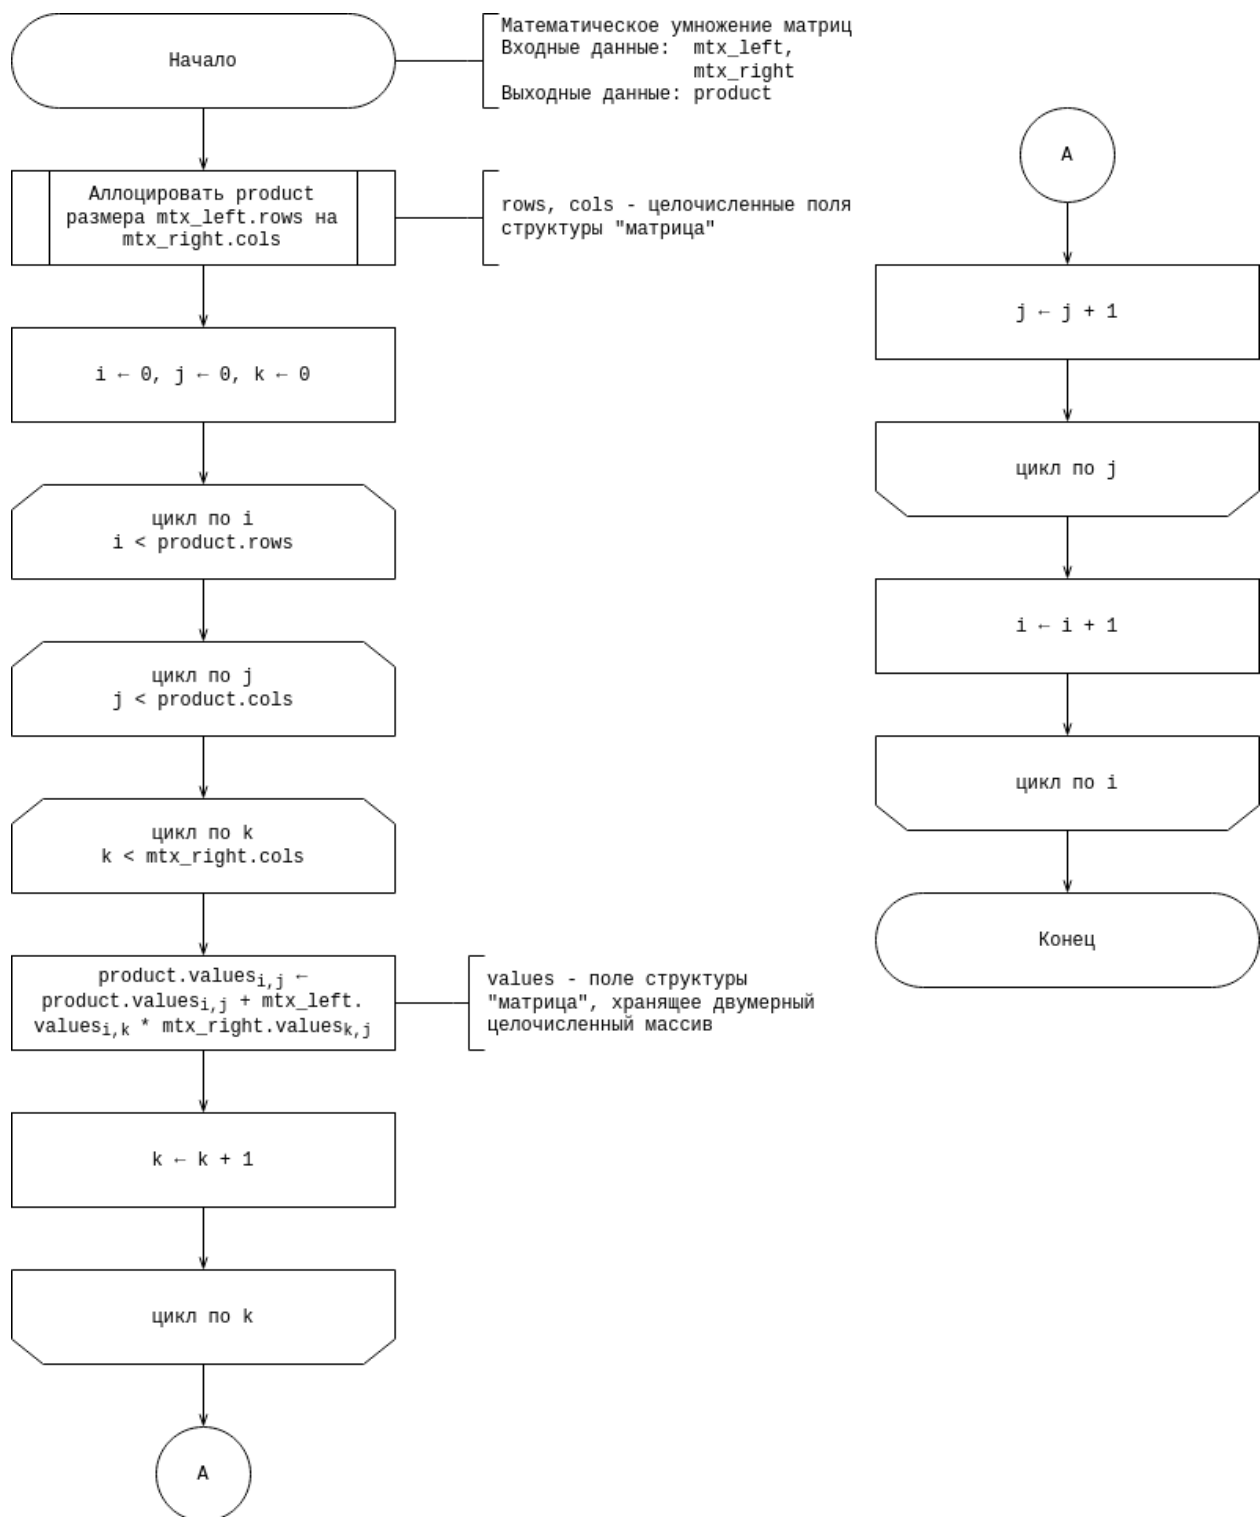 Начало
Математическое умножение матриц
Входные данные:  mtx_left,
mtx_right
Выходные данные: product
Аллоцировать product
размера mtx_left.rows на
mtx_right.cols
rows, cols - целочисленные поля
структуры "матрица"
i ← 0, j ← 0, k ← 0
цикл по i
i < product.rows
цикл по j
j < product.cols
цикл по k
k < mtx_right.cols
product.valuesi,j ←
product.valuesi,j + mtx_left.
valuesi,k * mtx_right.valuesk,j
values - поле структуры
"матрица", хранящее двумерный
целочисленный массив
k ← k + 1
цикл по k
A
A
j ← j + 1
цикл по j
i ← i + 1
цикл по i
Конец